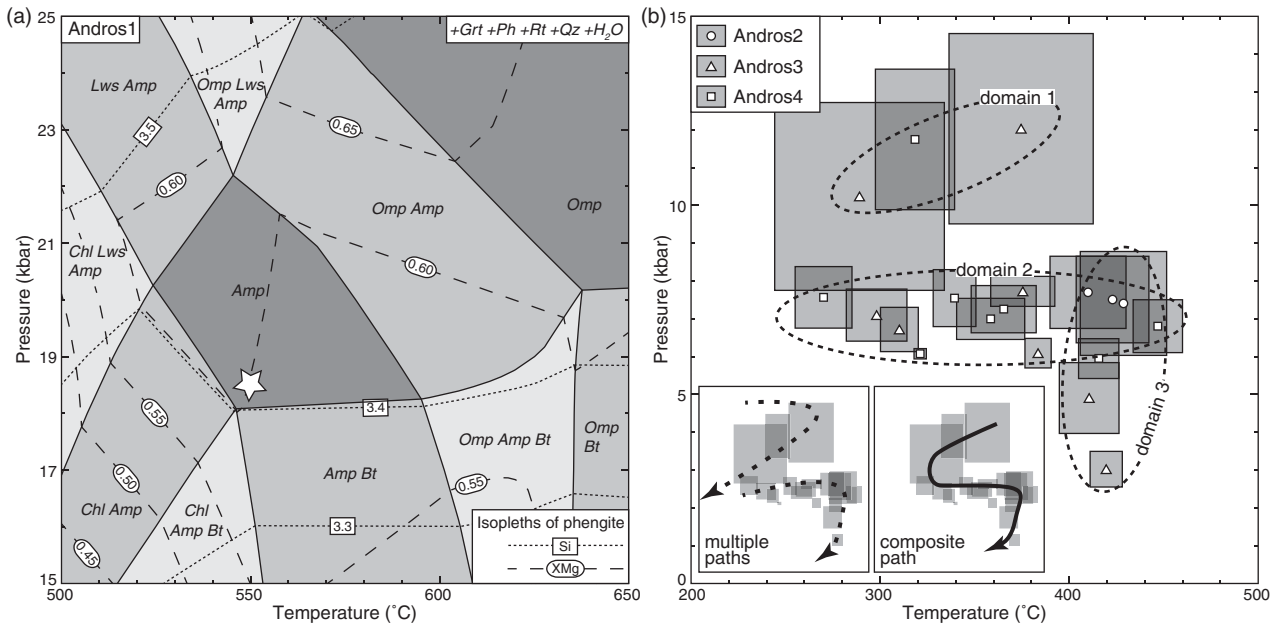 (a)
Andros1
+Grt +Ph +Rt +Qz +H2O
Lws Amp
Omp Lws
Amp
3.5
0.65
0.60
Omp Amp
Omp
Chl Lws
Amp
Ampl
0.60
3.4
0.55
0.50
Chl Amp
0.45
Chl
Amp Bt
Amp Bt
3.3
Omp Amp Bt
0.55
Omp
Bt
Isopleths of phengite
Si
XMg
25
23
21
19
17
15
Pressure (kbar)
500
550
600
650
Temperature (˚C)
(b)
Andros2
Andros3
Andros4
domain 1
domain 2
domain 3
multiple
paths
composite
path
15
10
5
0
Pressure (kbar)
200
300
400
500
Temperature (˚C)